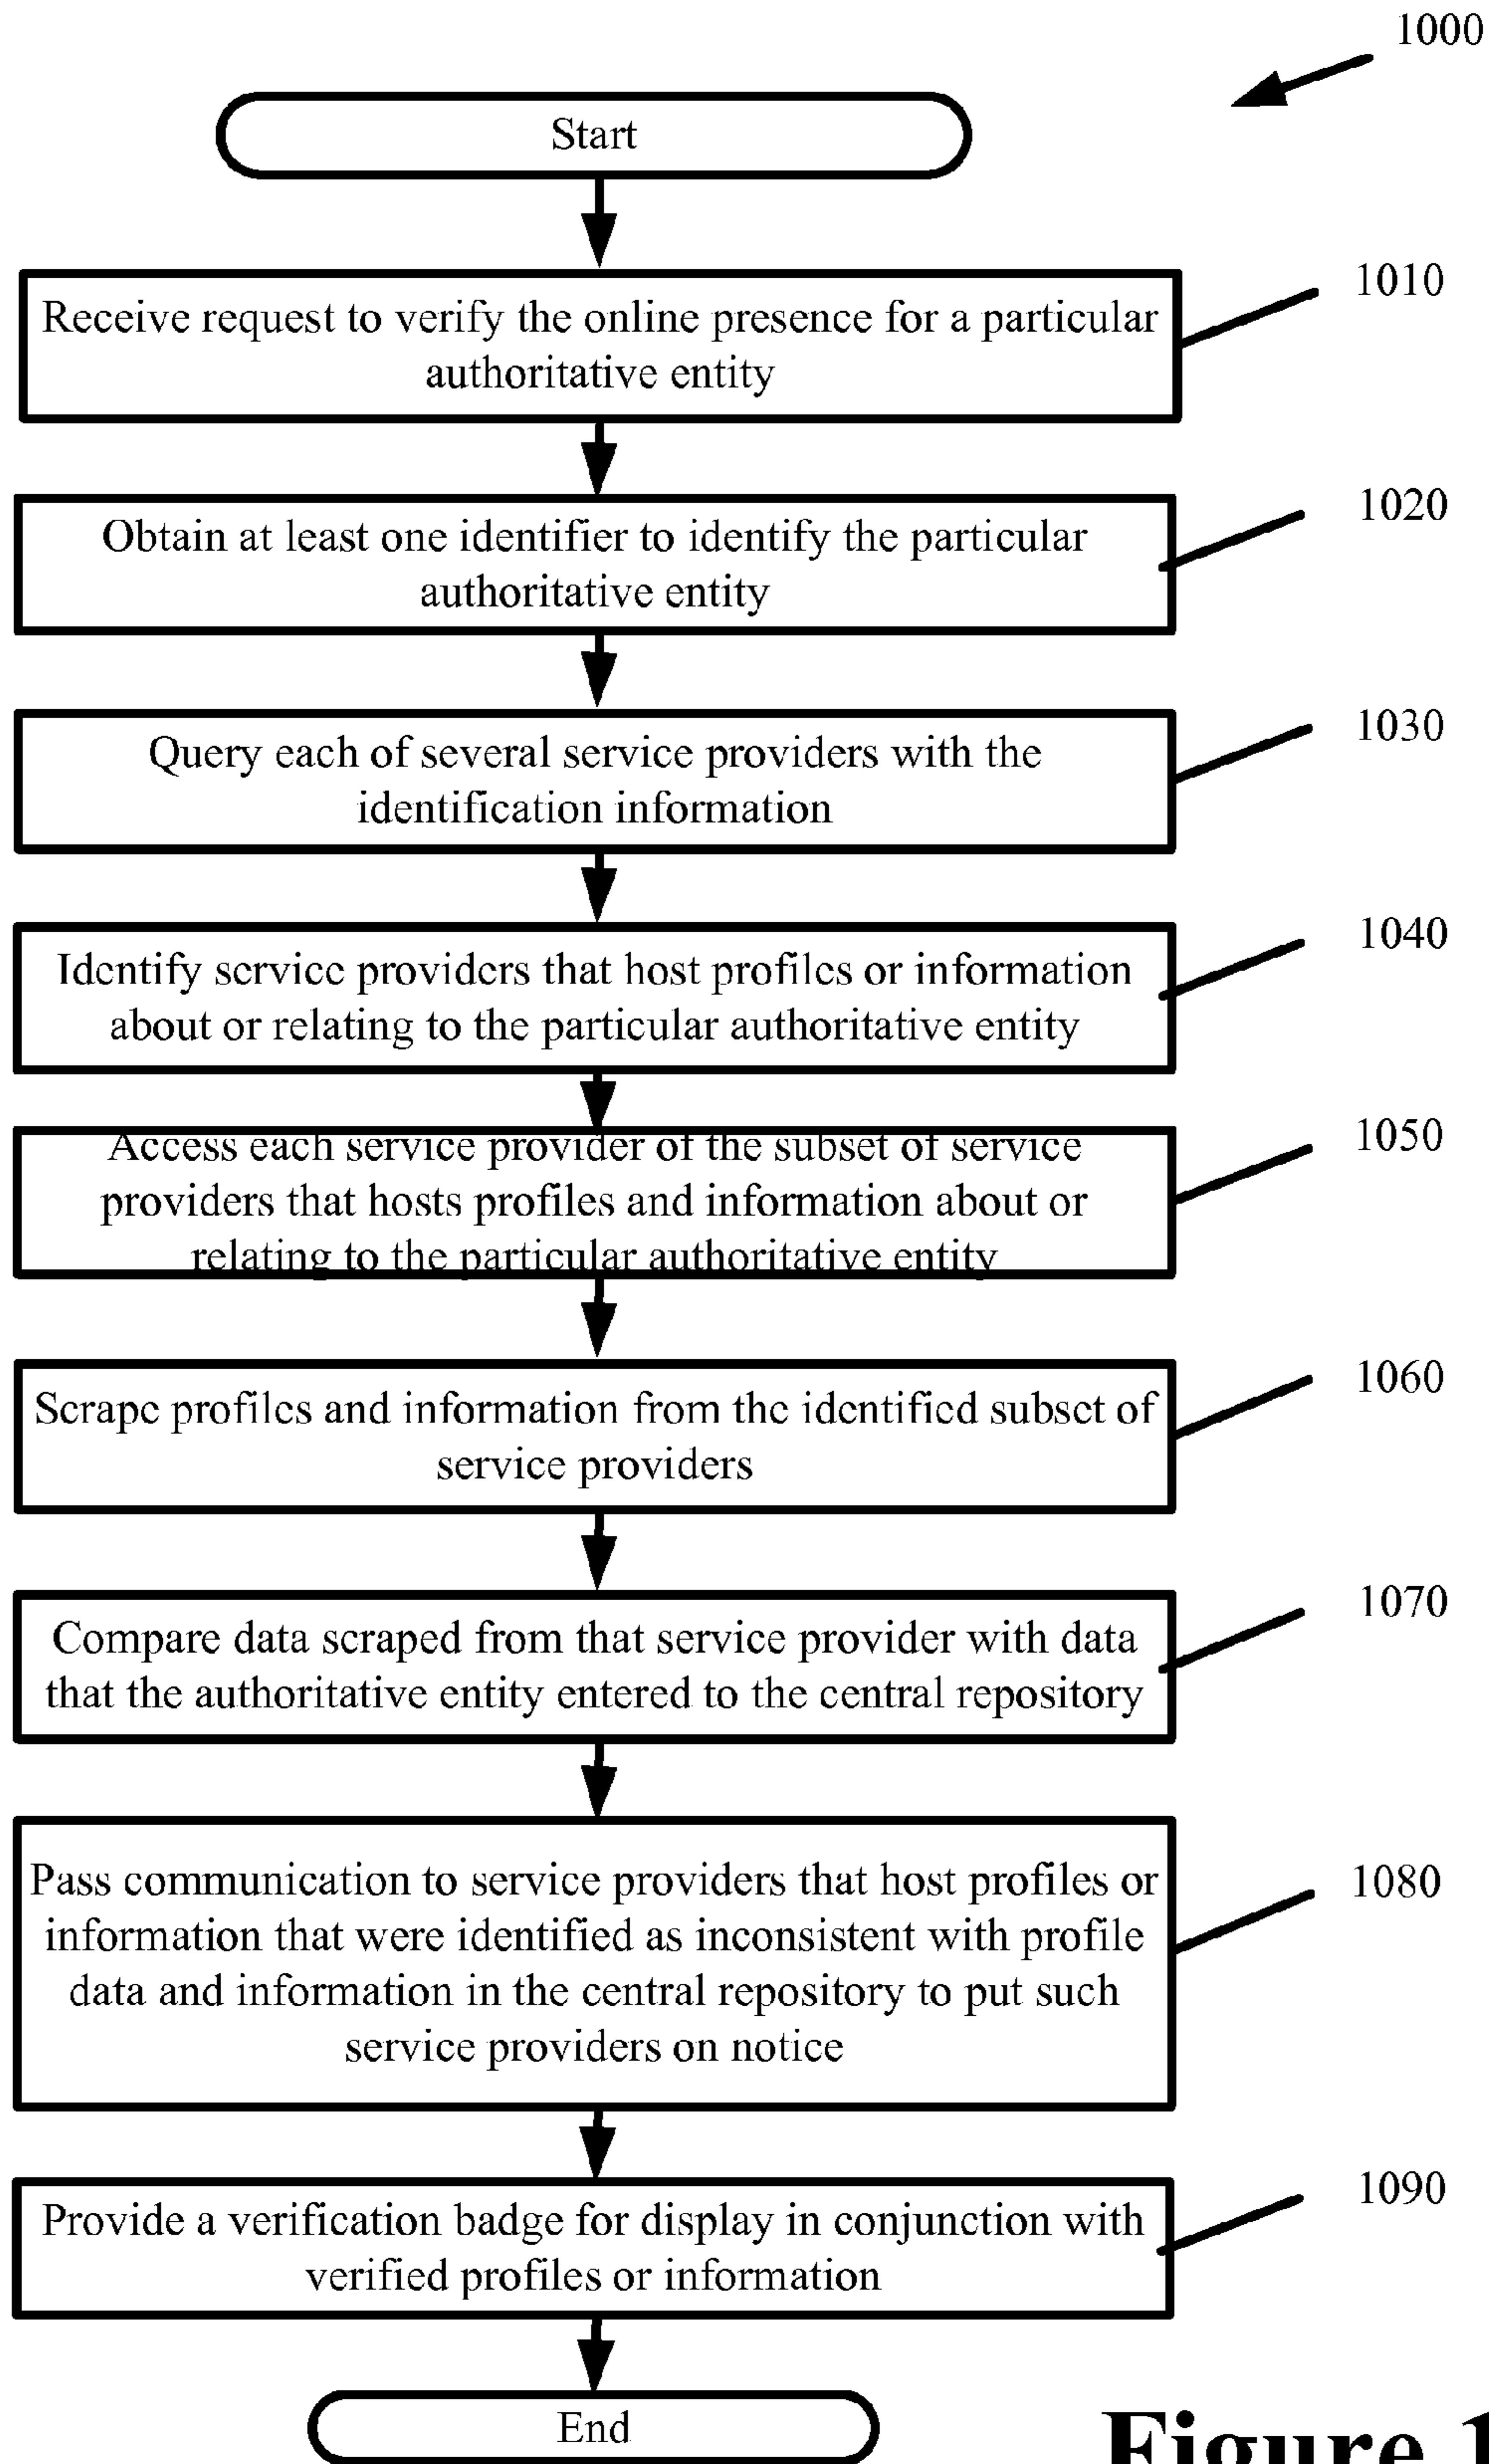 1000
Start
Receive request to verify the online presence for a particular
authoritative entity
1010
Obtain at least one identifier to identify the particular
authoritative entity
1020
Query each of several service providers with the
identification information
1030
Identify service providers that host profiles or information
about or relating to the particular authoritative entity
1040
Access each service provider of the subset of service
providers that hosts profiles and information about or
relating to the particular authoritative entity
1050
Scrape profiles and information from the identified subset of
service providers
1060
Compare data scraped from that service provider with data
that the authoritative entity entered to the central repository
1070
Pass communication to service providers that host profiles or
information that were identified as inconsistent with profile
data and information in the central repository to put such
service providers on notice
1080
Provide a verification badge for display in conjunction with
verified profiles or information
1090
End
Figure